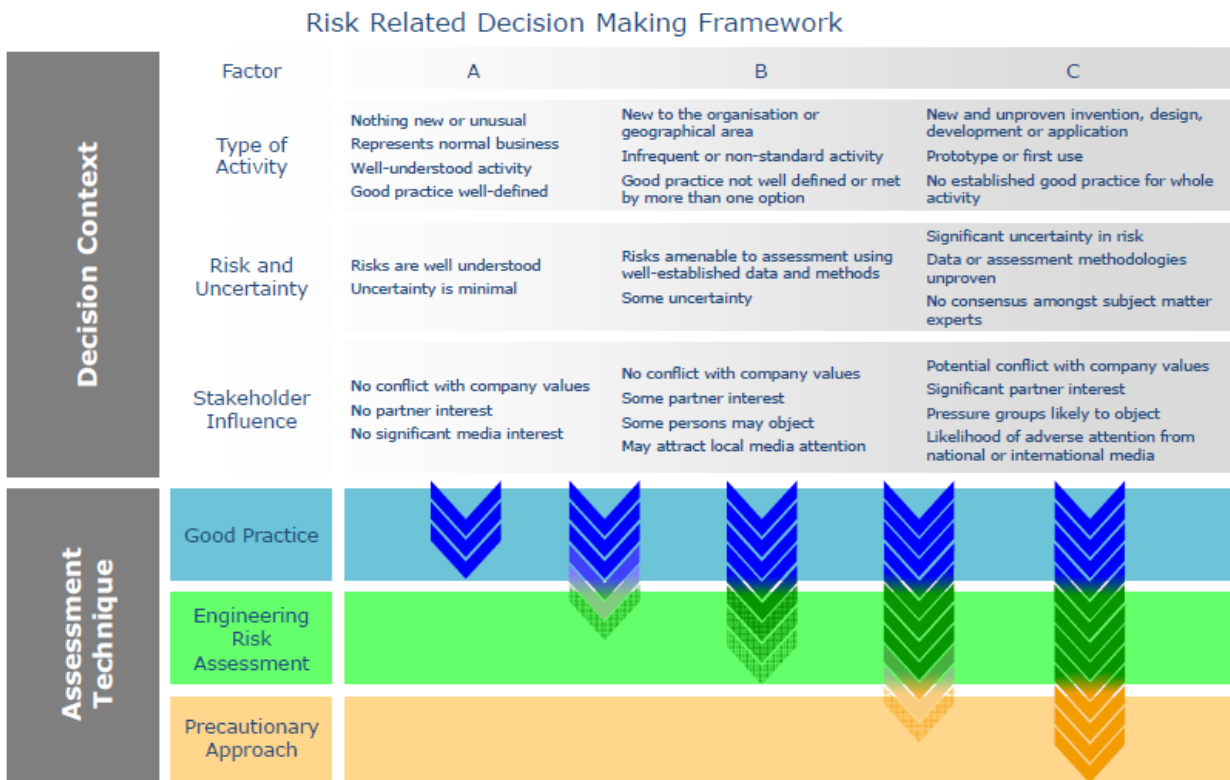 Risk Related Decision Making Framework
Decision Context
Factor
A
B
C
Type of
Activity
Nothing new or unusual
Represents normal business
Well-understood activity
Good practice well-defined
New to the organisation or
geographical area
Infrequent or non-standard activity
Good practice not well defined or met
by more than one option
New and unproven invention, design,
development or application
Prototype or first use
No established good practice for whole
activity
Risk and
Uncertainty
Risks are well understood
Uncertainty is minimal
Risks amenable to assessment using
well-established data and methods
Some uncertainty
Significant uncertainty in risk
Data or assessment methodologies
unproven
No consensus amongst subject matter
experts
Stakeholder
Influence
No conflict with company values
No partner interest
No significant media interest
No conflict with company values
Some partner interest
Some persons may object
May attract local media attention
Potential conflict with company values
Significant partner interest
Pressure groups likely to object
Likelihood of adverse attention from
national or international media
Assessment
Technique
Good Practice
Engineering
Risk
Assessment
Precautionary
Approach